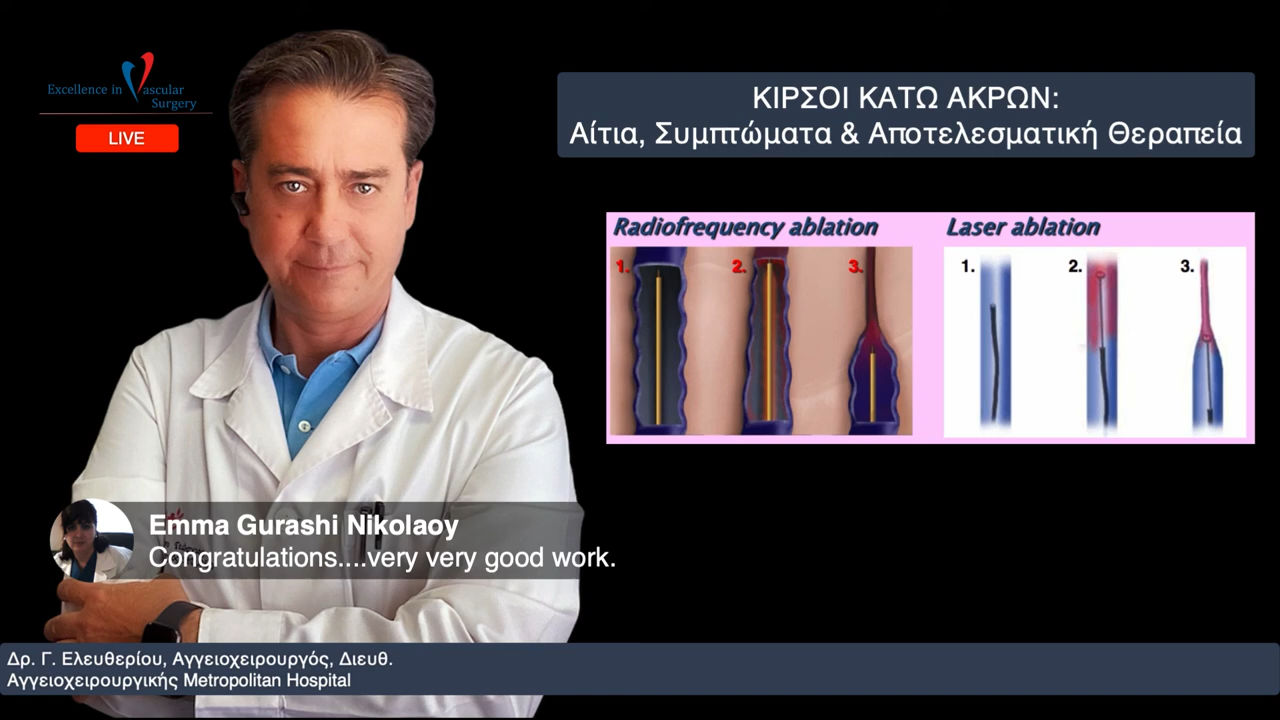 Excellence in Vascular
Surgery
LIVE
ΚΙΡΣΟΙ ΚΑΤΩ ΑΚΡΩΝ:
Αίτια, Συμπτώματα & Αποτελεσματική Θεραπεία
Radiofrequency ablation
1. 2. 3.
Laser ablation
1. 2. 3.
Emma Gurashi Nikolaoy
Congratulations....very very good work.
Δρ. Γ. Ελευθερίου, Αγγειοχειρουργός, Διευθ.
Αγγειοχειρουργικής Metropolitan Hospital